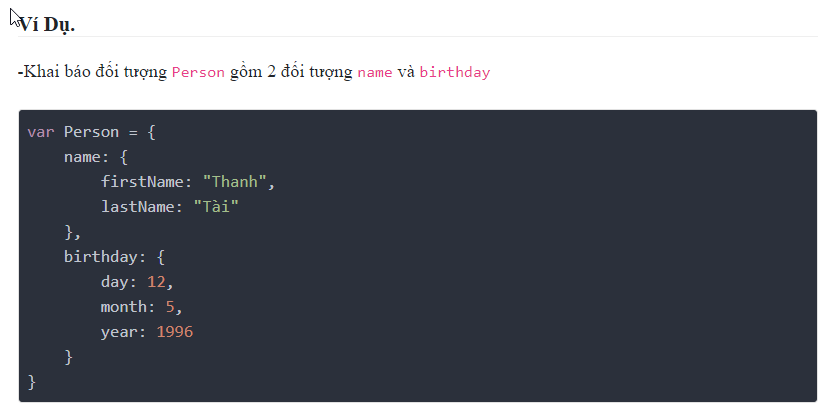 Ví Dụ.
-Khai báo đối tượng Person gồm 2 đối tượng name và birthday
var Person = {
    name: {
        firstName: "Thanh",
        lastName: "Tài"
    },
    birthday: {
        day: 12,
        month: 5,
        year: 1996
    }
}